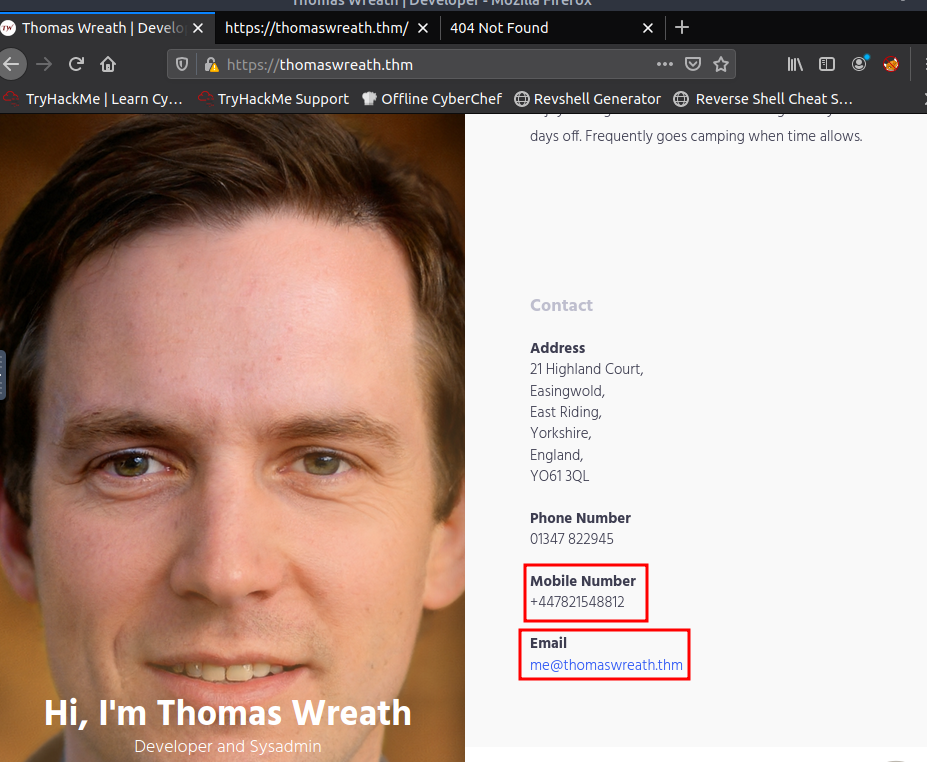 Thomas Wreath | Developer - Mozilla Firefox
TW Thomas Wreath | Develo
https://thomaswreath.thm/
404 Not Found
https://thomaswreath.thm
TryHackMe | Learn Cy…
TryHackMe Support
Offline CyberChef
Revshell Generator
Reverse Shell Cheat S…
days off. Frequently goes camping when time allows.
Contact
Address
21 Highland Court,
Easingwold,
East Riding,
Yorkshire,
England,
YO61 3QL
Phone Number
01347 822945
Mobile Number
+447821548812
Email
me@thomaswreath.thm
Hi, I'm Thomas Wreath
Developer and Sysadmin